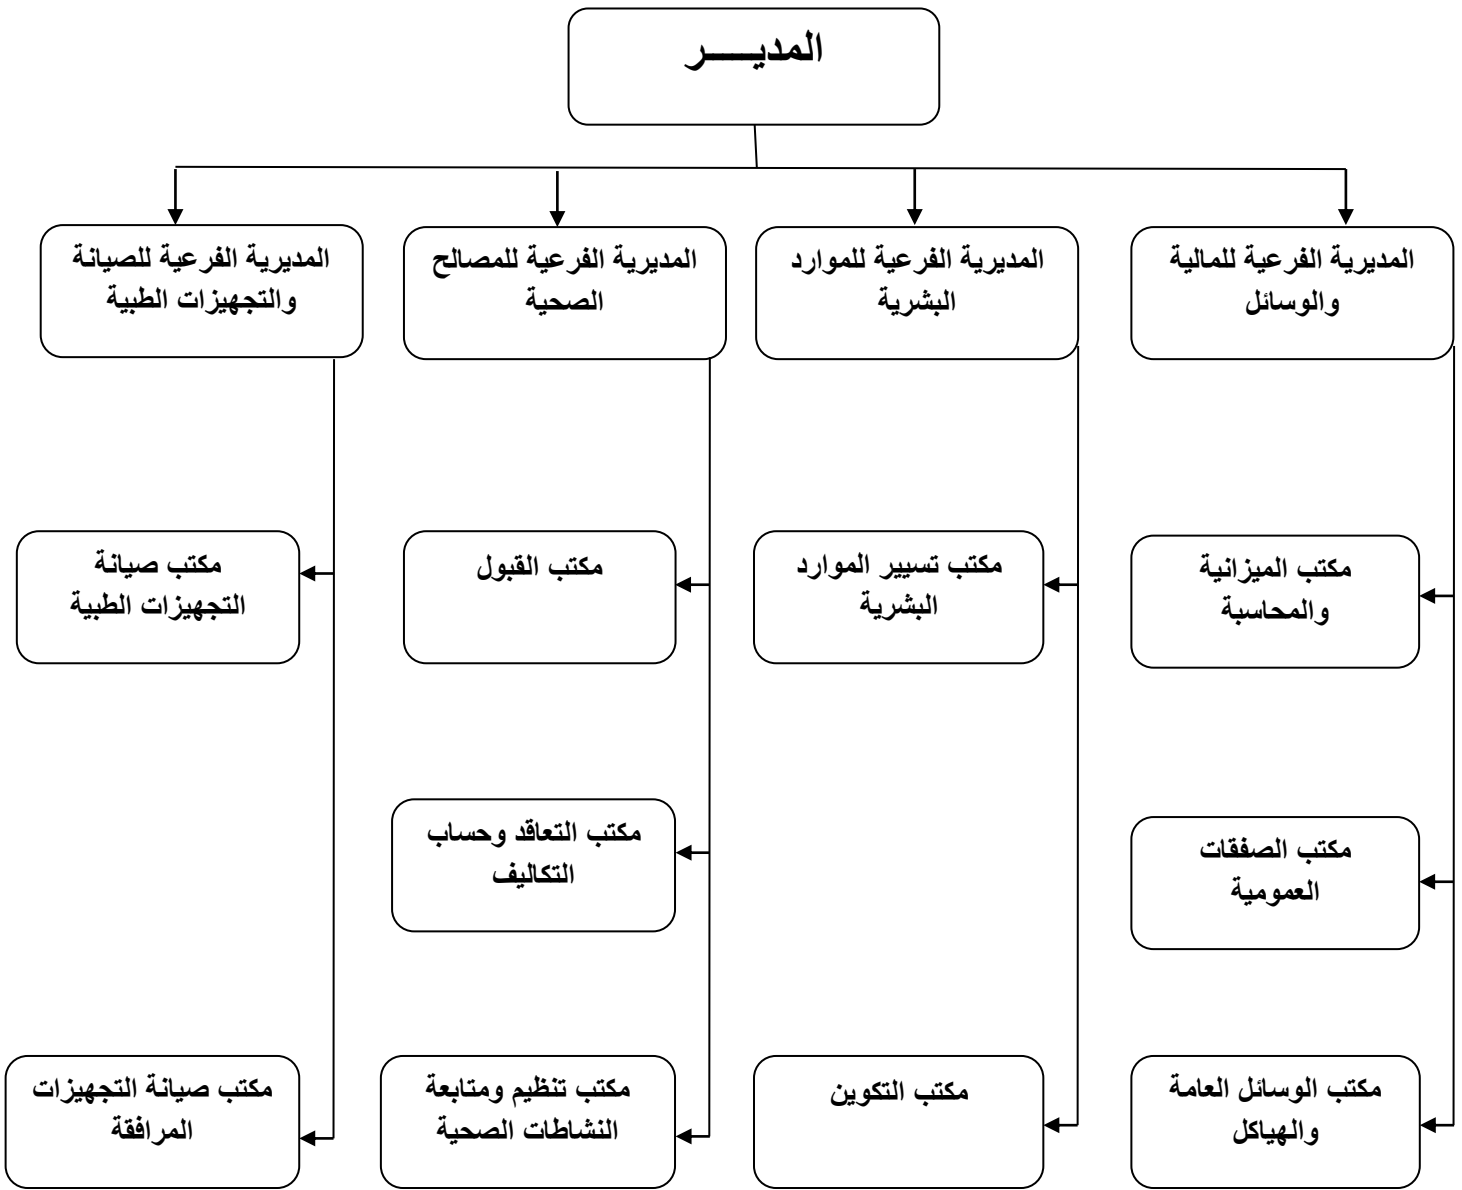 المديـــــر
المديرية الفرعية للمالية
والوسائل
المديرية الفرعية للموارد
البشرية
المديرية الفرعية للمصالح
الصحية
المديرية الفرعية للصيانة
والتجهيزات الطبية
مكتب الميزانية
والمحاسبة
مكتب تسيير الموارد
البشرية
مكتب القبول
مكتب صيانة
التجهيزات الطبية
مكتب الصفقات
العمومية
مكتب التعاقد وحساب
التكاليف
مكتب الوسائل العامة
والهياكل
مكتب التكوين
مكتب تنظيم ومتابعة
النشاطات الصحية
مكتب صيانة التجهيزات
المرافقة